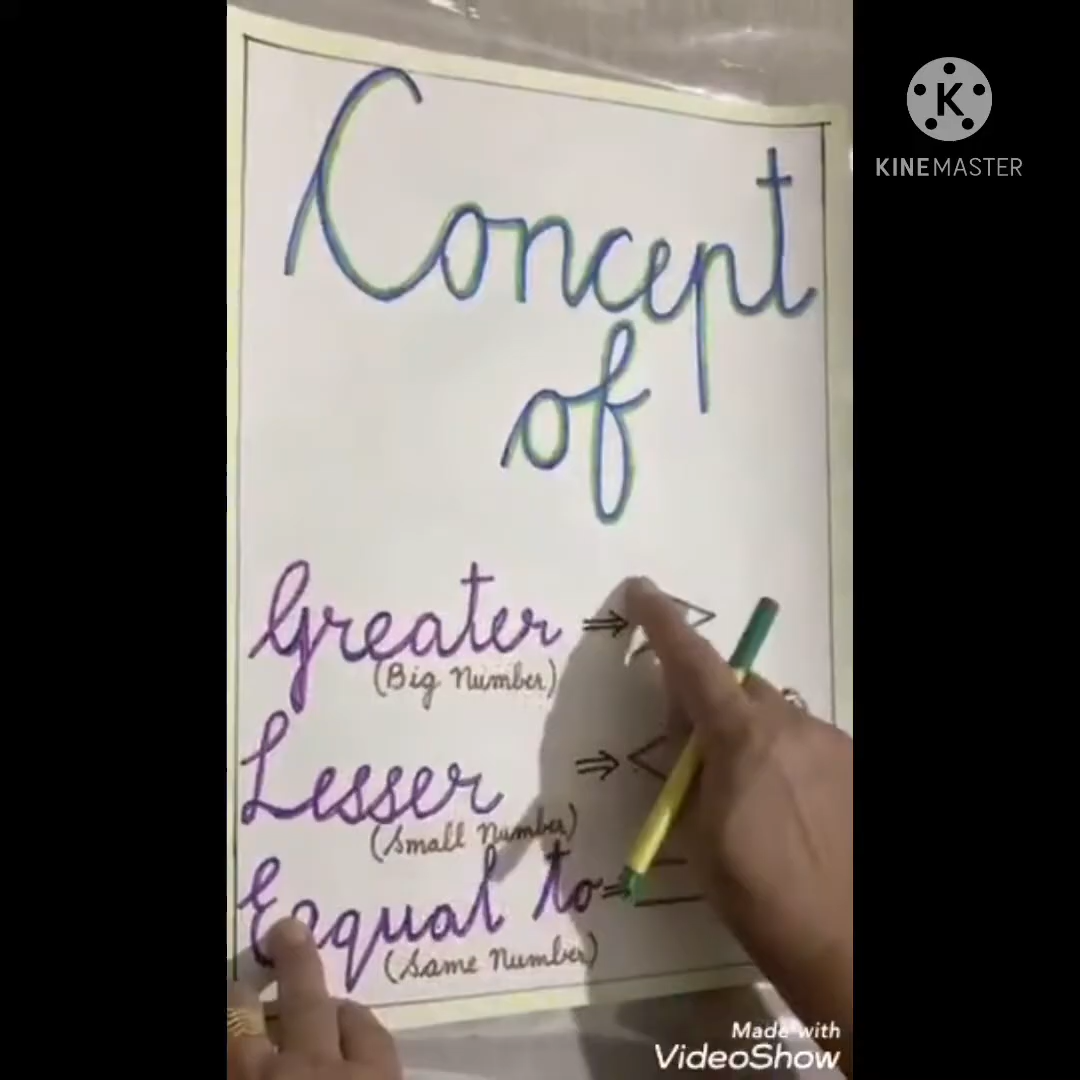 Concept
of
Greater ⇒ >
(Big Number)
Lesser ⇒ <
(Small Number)
Equal to ⇒ =
(Same Number)
KINEMASTER
Made with
VideoShow